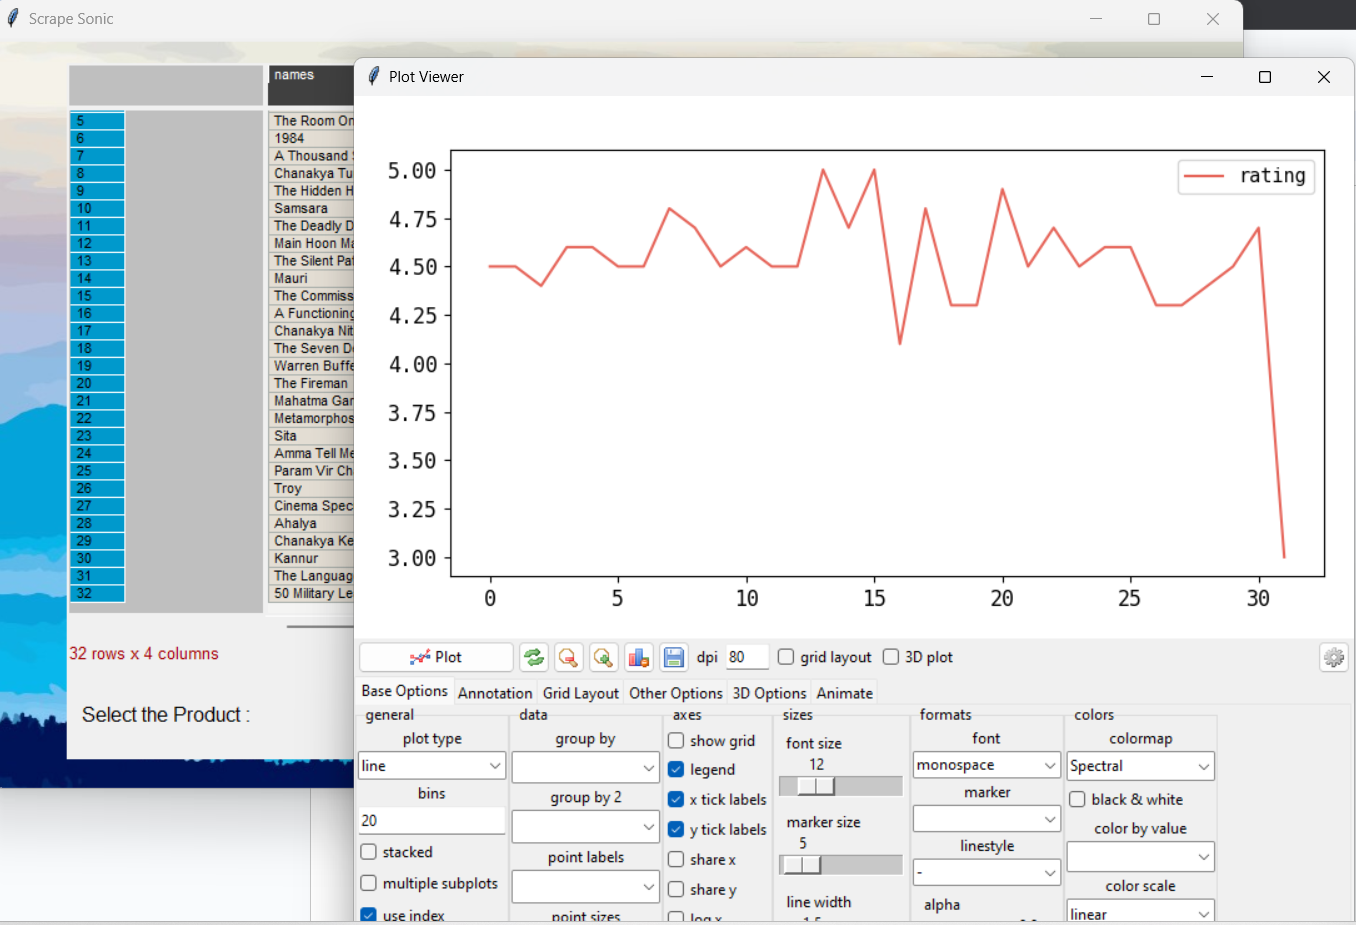 Scrape Sonic
names
5 The Room On
6 1984
7 A Thousand
8 Chanakya Tu
9 The Hidden H
10 Samsara
11 The Deadly D
12 Main Hoon Ma
13 The Silent Pat
14 Mauri
15 The Commiss
16 A Functioning
17 Chanakya Nit
18 The Seven De
19 Warren Buffe
20 The Fireman
21 Mahatma Gar
22 Metamorphos
23 Sita
24 Amma Tell Me
25 Param Vir Ch
26 Troy
27 Cinema Spec
28 Ahalya
29 Chanakya Ke
30 Kannur
31 The Languag
32 50 Military Le
32 rows x 4 columns
Select the Product :
Plot Viewer
rating
5.00
4.75
4.50
4.25
4.00
3.75
3.50
3.25
3.00
0 5 10 15 20 25 30
Plot dpi 80 grid layout 3D plot
Base Options Annotation Grid Layout Other Options 3D Options Animate
general
plot type
line
bins
20
stacked
multiple subplots
use index
data
group by
group by 2
point labels
point sizes
axes
show grid
legend
x tick labels
y tick labels
share x
share y
log x
sizes
font size
12
marker size
5
line width
1.5
formats
font
monospace
marker
linestyle
-
alpha
colors
colormap
Spectral
black & white
color by value
color scale
linear